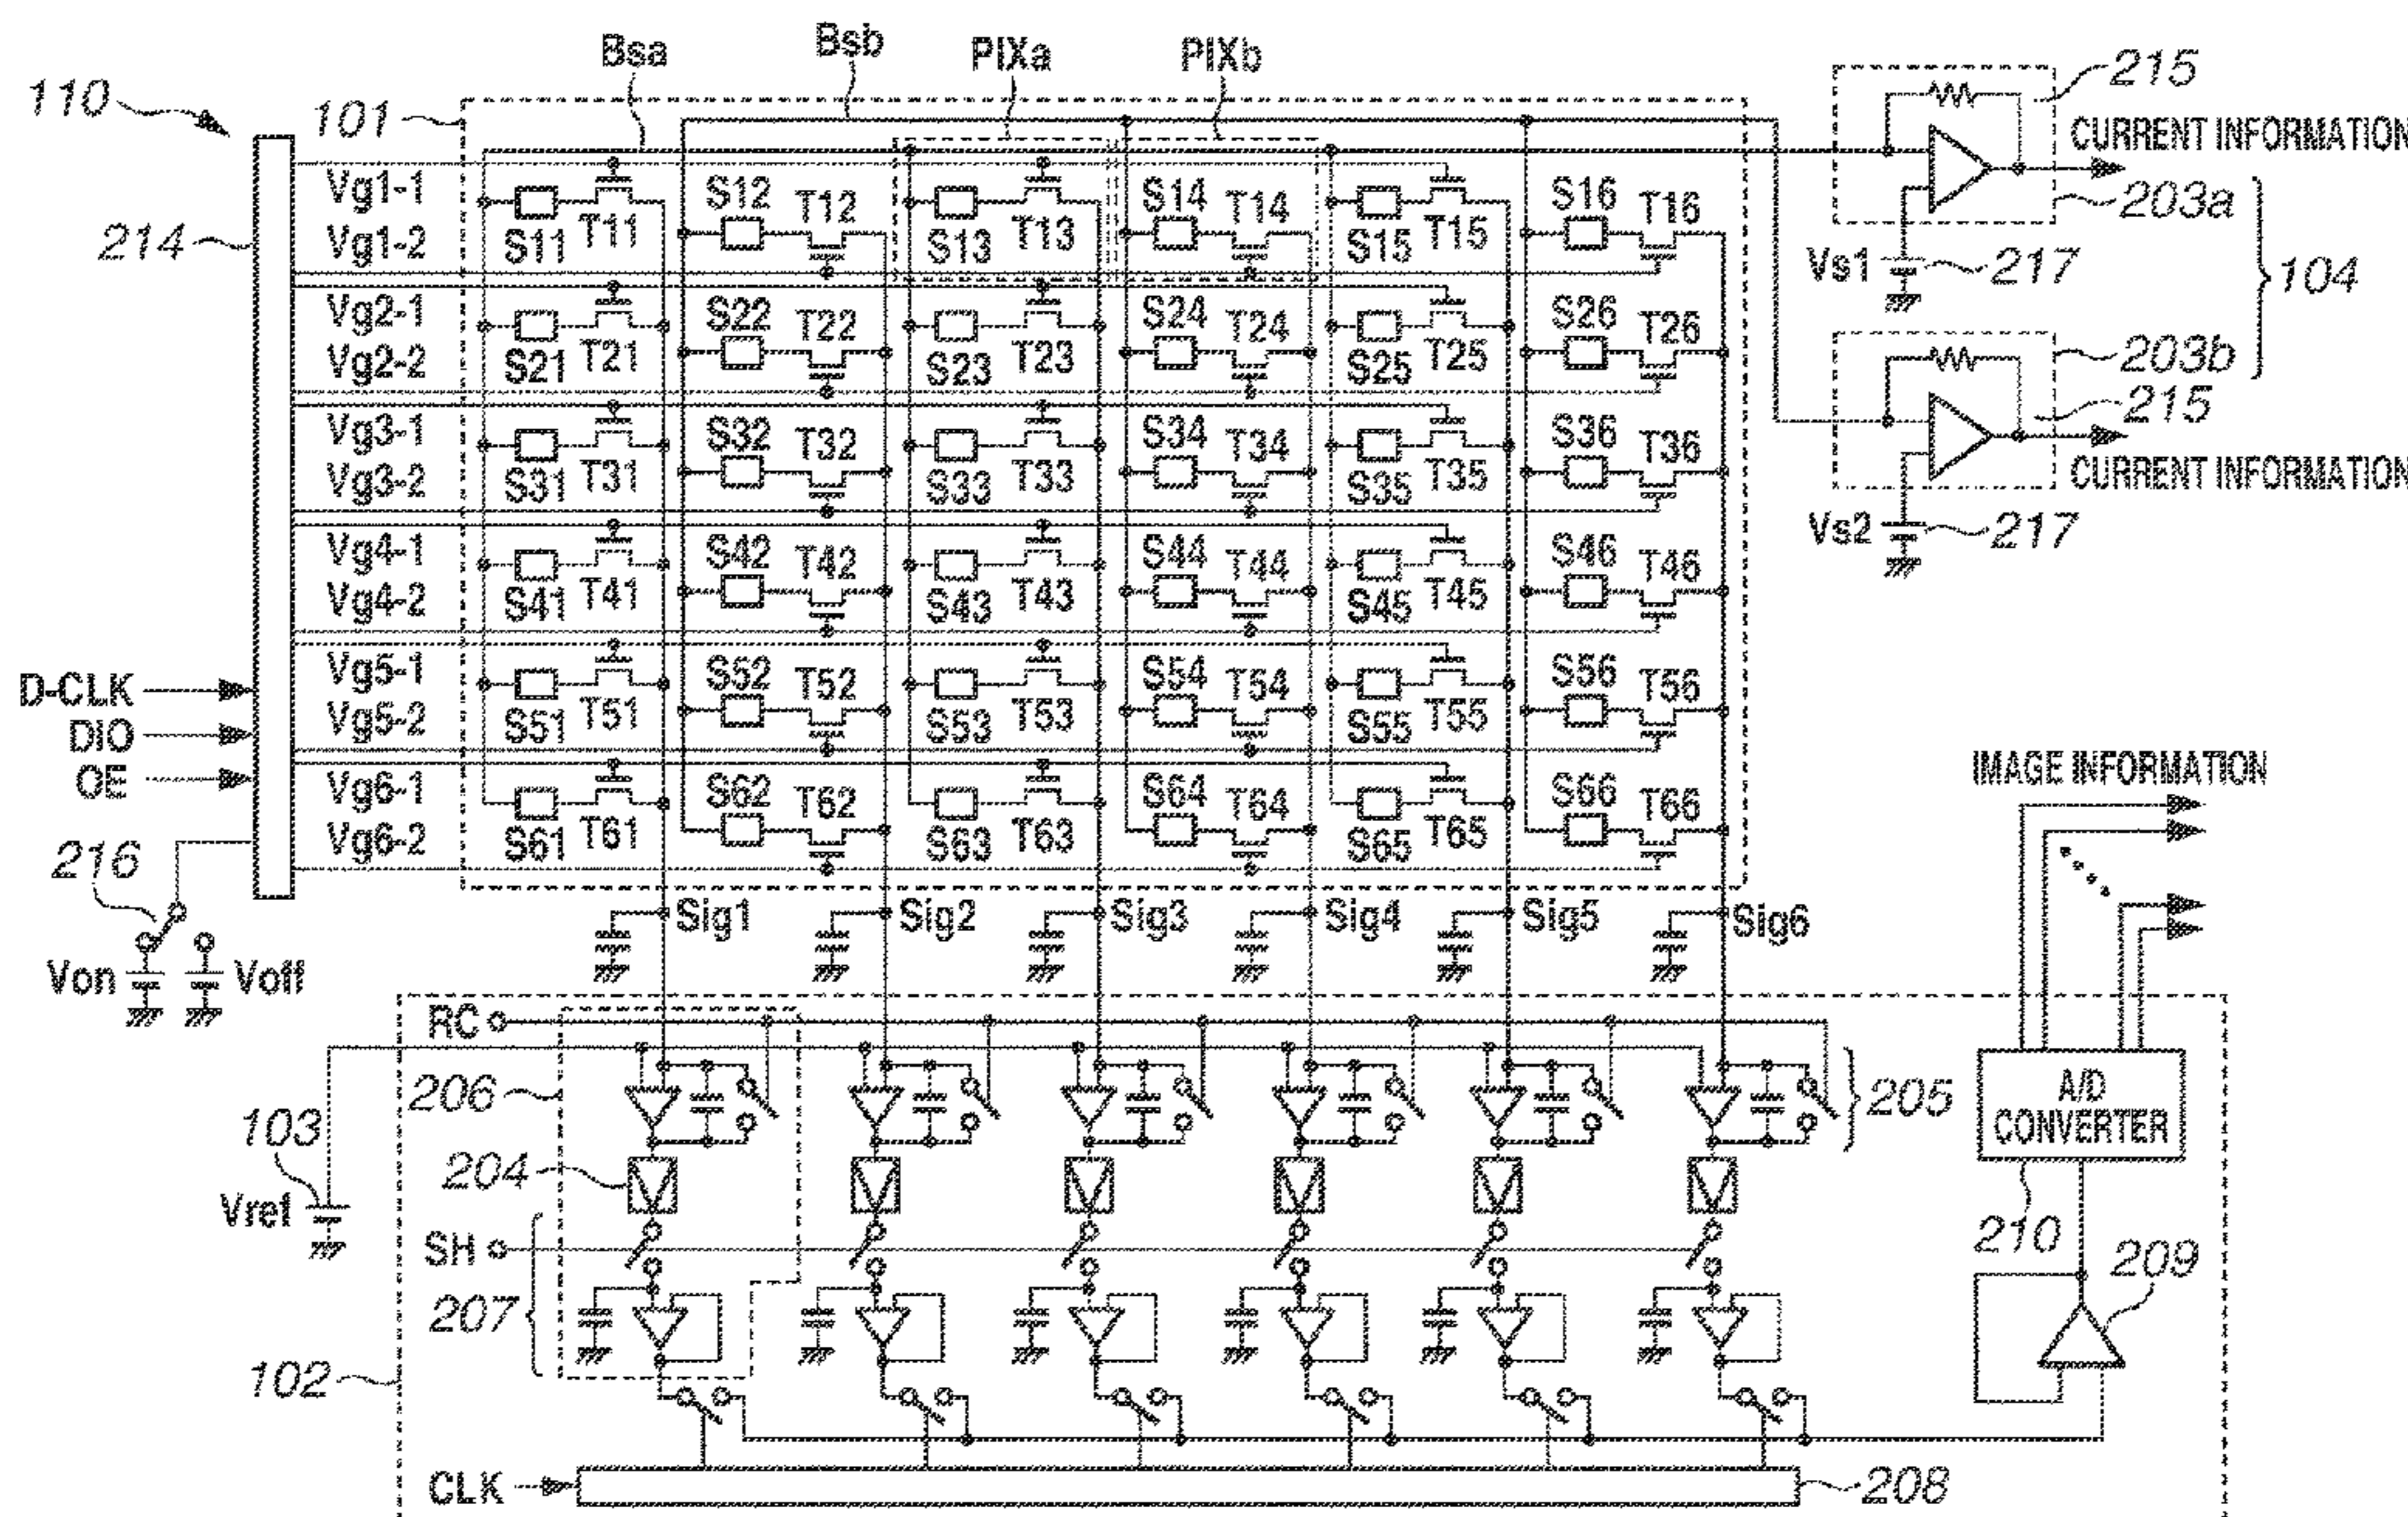 Bsa Bsb PIXa PIXb
110 101 215
CURRENT INFORMATION
214 203a
Vg1-1 S12 T12 S14 T14 S16 T16
Vg1-2 S11 T11 S13 T13 S15 T15
Vs1 217 104
Vg2-1 S22 T22 S24 T24 S26 T26
Vg2-2 S21 T21 S23 T23 S25 T25
203b
215
Vg3-1 S32 T32 S34 T34 S36 T36
Vg3-2 S31 T31 S33 T33 S35 T35
CURRENT INFORMATION
Vs2 217
Vg4-1 S42 T42 S44 T44 S46 T46
Vg4-2 S41 T41 S43 T43 S45 T45
Vg5-1 S52 T52 S54 T54 S56 T56
Vg5-2 S51 T51 S53 T53 S55 T55
D-CLK
DIO
OE
IMAGE INFORMATION
Vg6-1 S62 T62 S64 T64 S66 T66
Vg6-2 S61 T61 S63 T63 S65 T65
216
Sig1 Sig2 Sig3 Sig4 Sig5 Sig6
Von Voff
RC
206 205
A/D
CONVERTER
103
204
Vref
SH
210 209
207
102
CLK 208